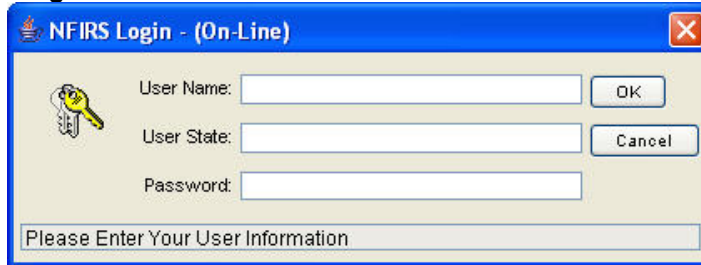 NFIRS Login - (On-Line)
User Name:
OK
User State:
Cancel
Password:
Please Enter Your User Information